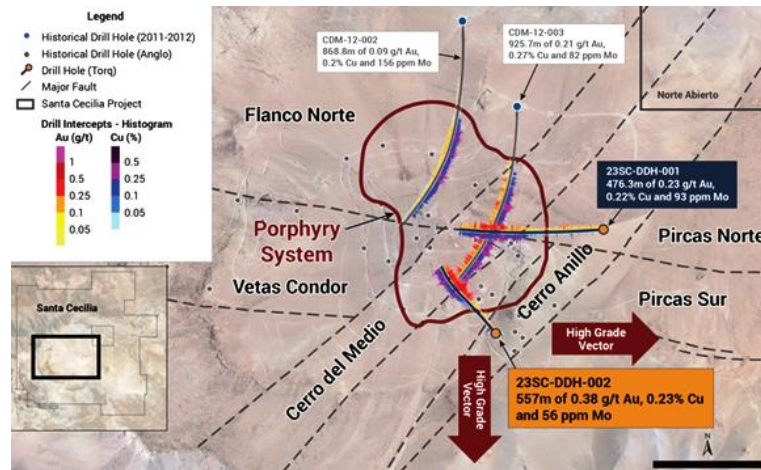 Legend
Historical Drill Hole (2011-2012)
Historical Drill Hole (Anglo)
Drill Hole (Torq)
Major Fault
Santa Cecilia Project
Drill Intercepts - Histogram
Au (g/t)
Cu (%)
1
0.5
0.25
0.1
0.05
0.5
0.25
0.1
0.05
CDM-12-002
868.8m of 0.09 g/t Au,
0.2% Cu and 156 ppm Mo
CDM-12-003
925.7m of 0.21 g/t Au,
0.27% Cu and 82 ppm Mo
Norte Abierto
Flanco Norte
23SC-DDH-001
476.3m of 0.23 g/t Au,
0.22% Cu and 93 ppm Mo
Porphyry
System
Pircas Norte
Vetas Condor
Cerro Anillo
Pircas Sur
Santa Cecilia
Cerro del Medio
High Grade
Vector
High Grade
Vector
23SC-DDH-002
557m of 0.38 g/t Au, 0.23% Cu
and 56 ppm Mo
N